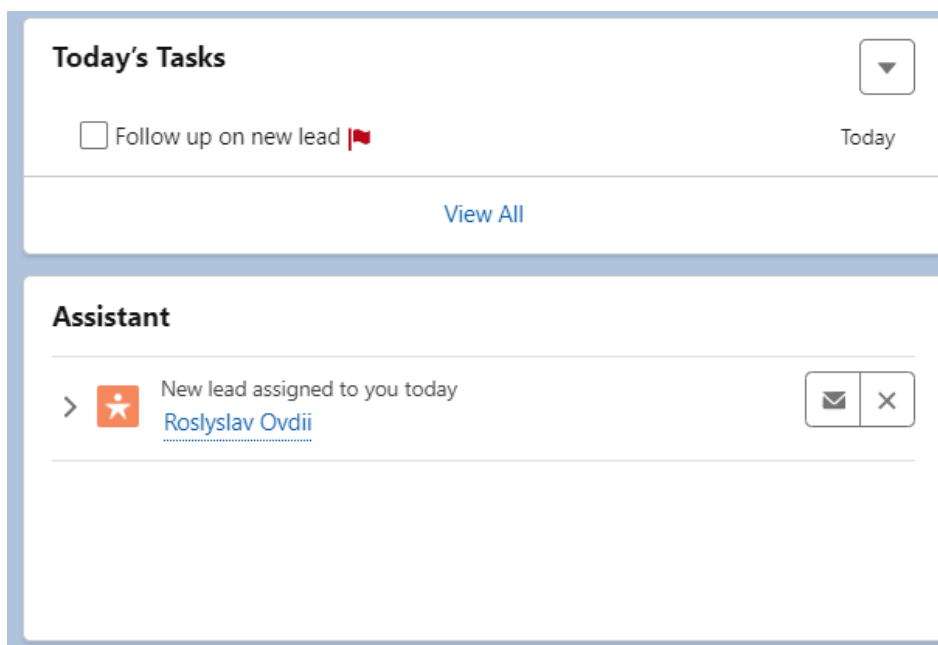 Today's Tasks
Follow up on new lead
Today
View All
Assistant
New lead assigned to you today
Roslyslav Ovdii